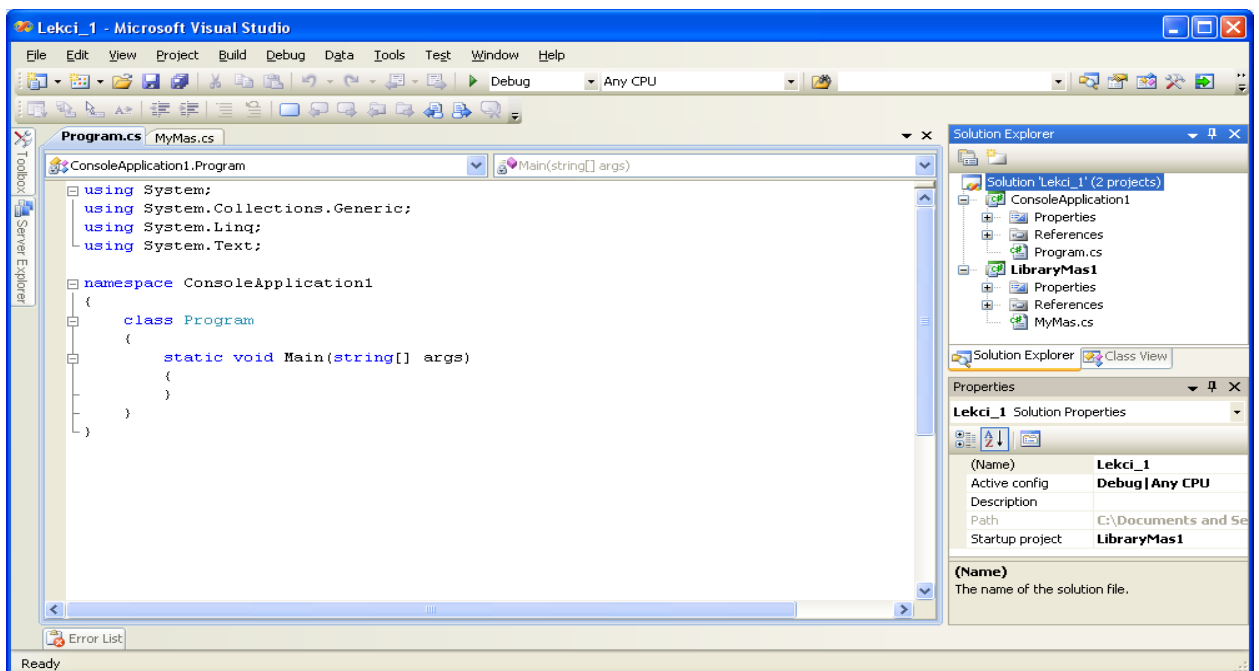 Lekci_1 - Microsoft Visual Studio
File Edit View Project Build Debug Data Tools Test Window Help
Debug Any CPU
Toolbox
Server Explorer
Program.cs MyMas.cs
ConsoleApplication1.Program Main(string[] args)
using System;
using System.Collections.Generic;
using System.Linq;
using System.Text;
namespace ConsoleApplication1
{
class Program
{
static void Main(string[] args)
{
}
}
}
Solution Explorer
Solution 'Lekci_1' (2 projects)
ConsoleApplication1
Properties
References
Program.cs
LibraryMas1
Properties
References
MyMas.cs
Solution Explorer Class View
Properties
Lekci_1 Solution Properties
(Name) Lekci_1
Active config Debug|Any CPU
Description
Path C:\Documents and Se
Startup project LibraryMas1
(Name)
The name of the solution file.
Error List
Ready